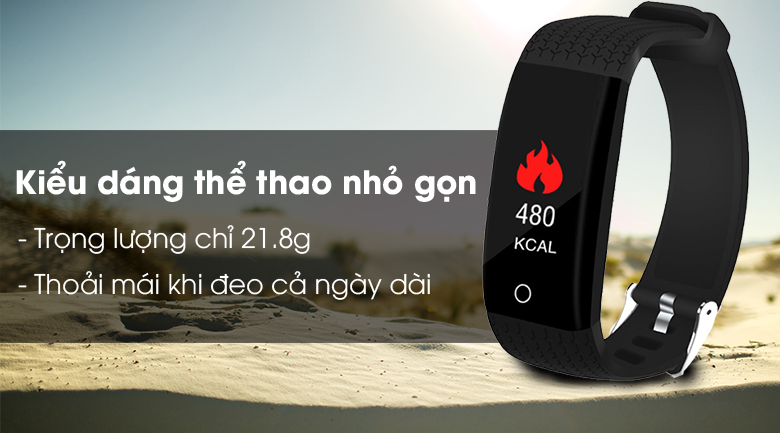 Kiểu dáng thể thao nhỏ gọn
- Trọng lượng chỉ 21.8g
- Thoải mái khi đeo cả ngày dài
480
KCAL